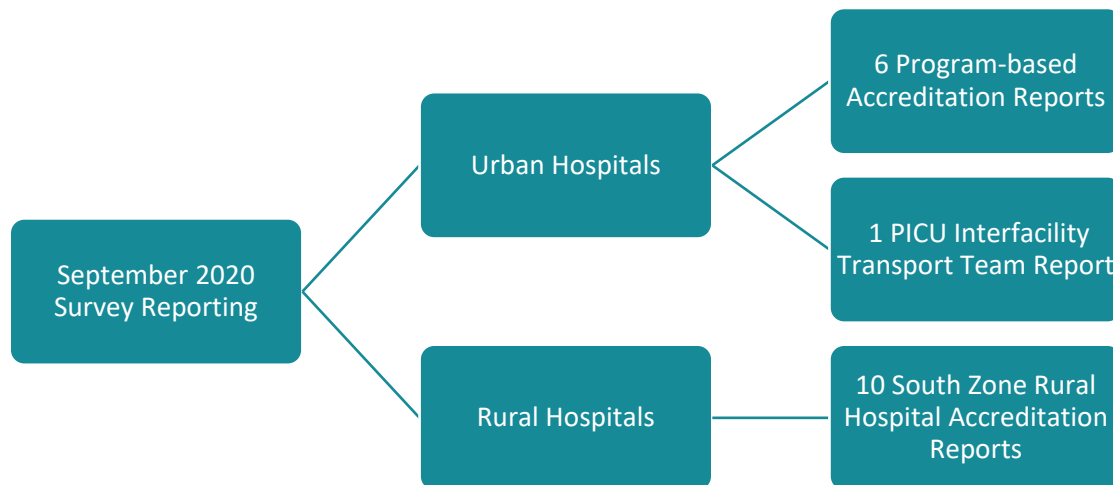 September 2020
Survey Reporting
Urban Hospitals
Rural Hospitals
6 Program-based
Accreditation Reports
1 PICU Interfacility
Transport Team Report
10 South Zone Rural
Hospital Accreditation
Reports